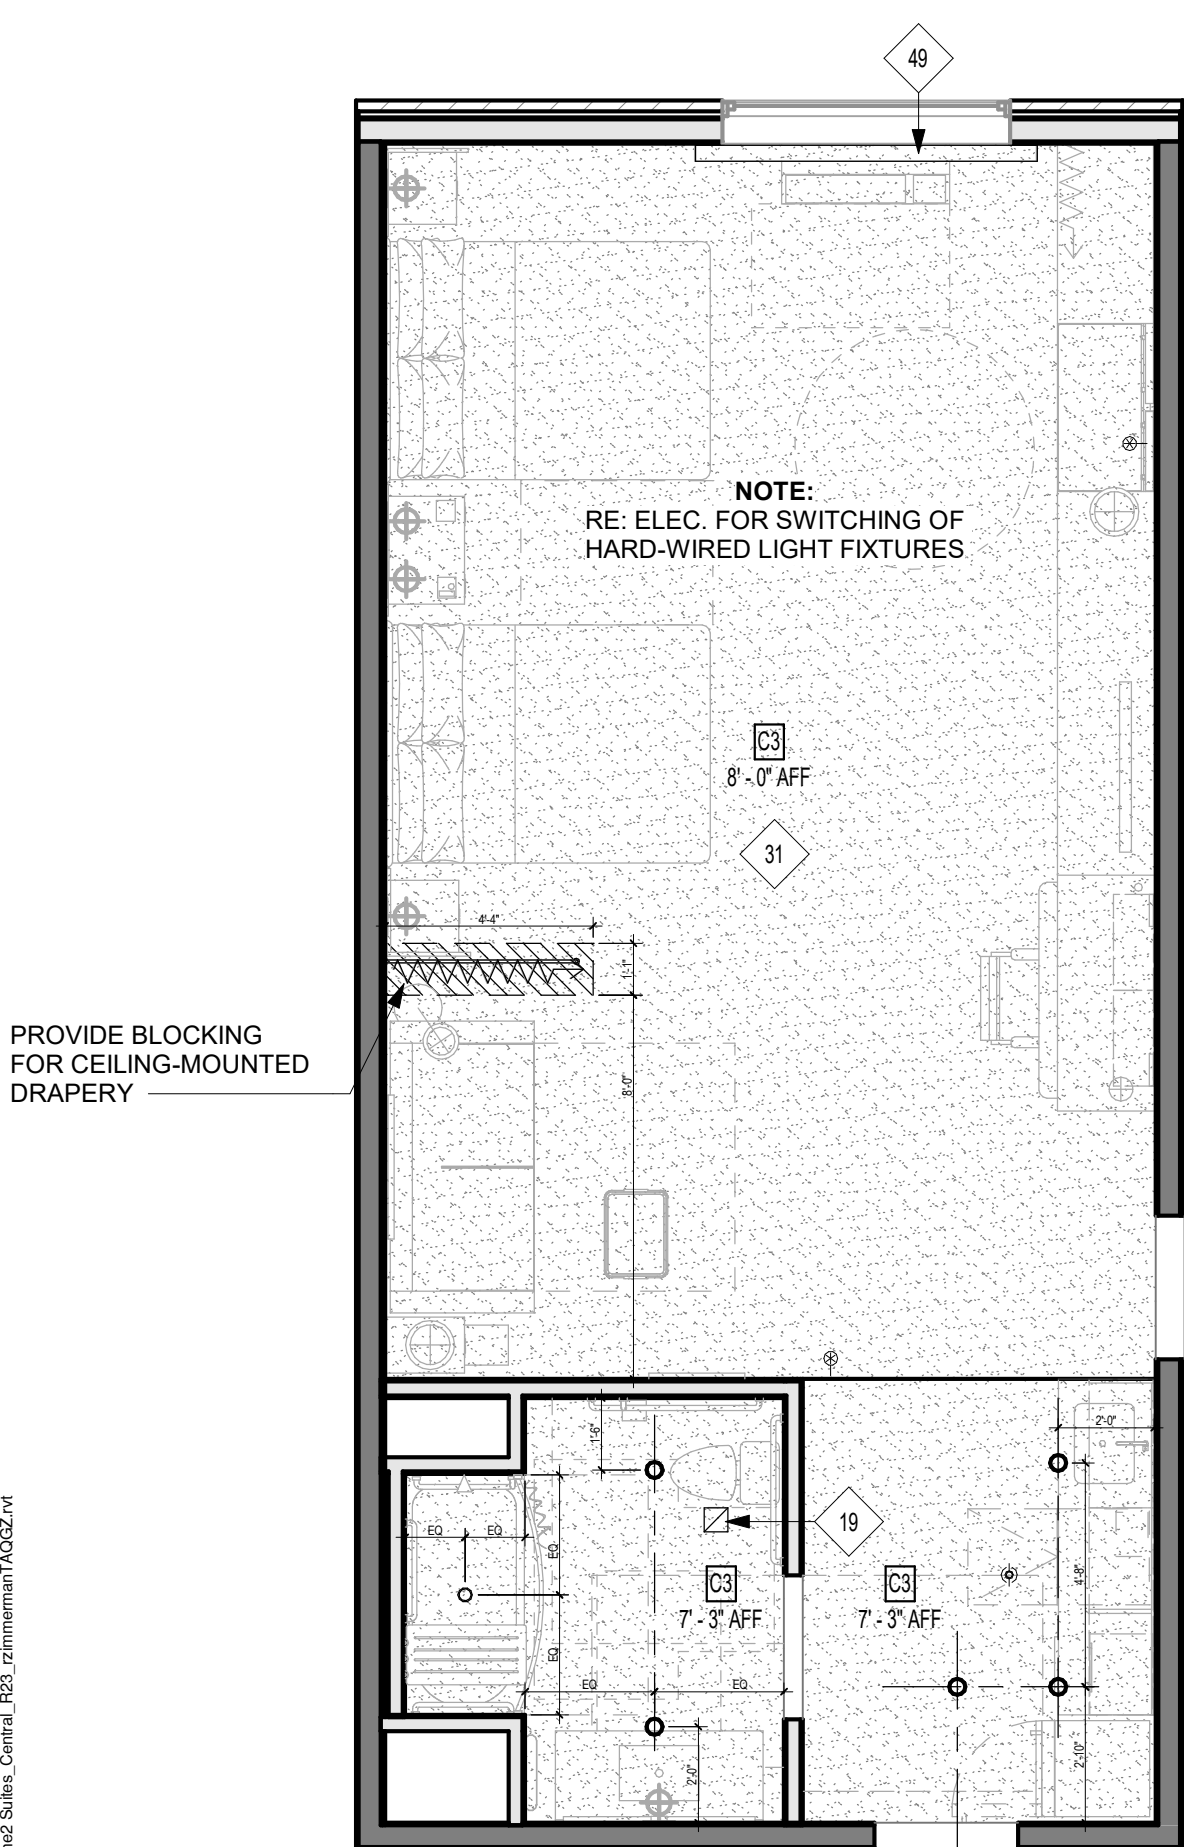 49
NOTE:
RE: ELEC. FOR SWITCHING OF
HARD-WIRED LIGHT FIXTURES
C3
8' - 0" AFF
31
4'-4"
1'-1"
PROVIDE BLOCKING
FOR CEILING-MOUNTED
DRAPERY
8'-0"
2'-0"
1'-6"
EQ
EQ
EQ
19
C3
7' - 3" AFF
C3
7' - 3" AFF
4'-8"
EQ
EQ
EQ
2'-0"
2'-10"
me2 Suites_Central_R23_rzimmermanTAQGZ.rvt